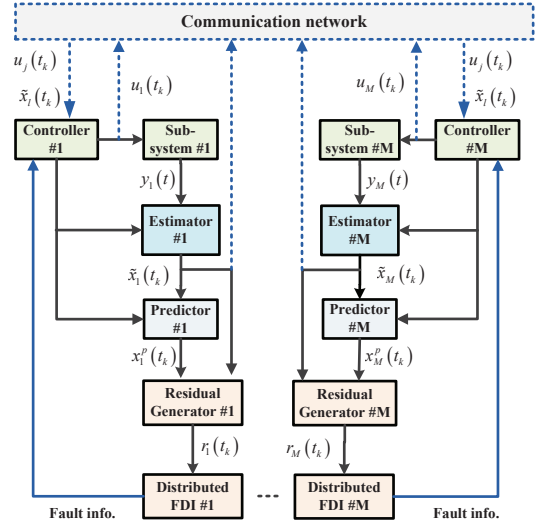 Communication network
u_j(t_k)
x̃_l(t_k)
u_1(t_k)
u_M(t_k)
u_j(t_k)
x̃_l(t_k)
Controller
#1
Sub-
system #1
Sub-
system #M
Controller
#M
y_1(t)
y_M(t)
Estimator
#1
Estimator
#M
x̃_1(t_k)
x̃_M(t_k)
Predictor
#1
Predictor
#M
x_1^p(t_k)
x_M^p(t_k)
Residual
Generator #1
Residual
Generator #M
r_1(t_k)
r_M(t_k)
Distributed
FDI #1
...
Distributed
FDI #M
Fault info.
Fault info.